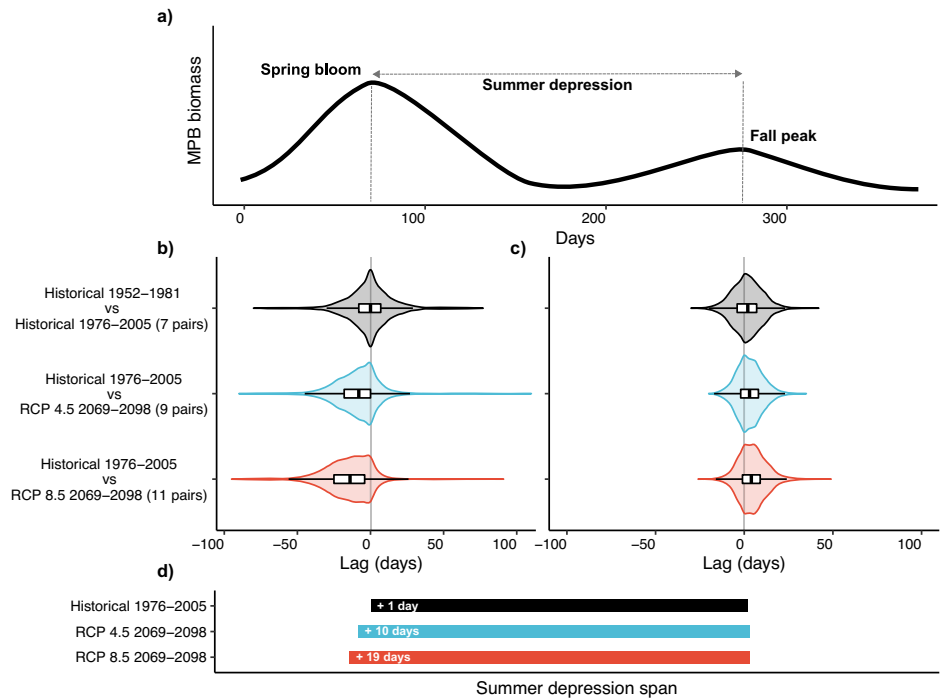 a)
MPB biomass
Spring bloom
Summer depression
Fall peak
0
100
200
300
Days
b)
c)
Historical 1952−1981
vs
Historical 1976−2005 (7 pairs)
Historical 1976−2005
vs
RCP 4.5 2069−2098 (9 pairs)
Historical 1976−2005
vs
RCP 8.5 2069−2098 (11 pairs)
−100
−50
0
50
100
Lag (days)
−100
−50
0
50
100
Lag (days)
d)
Historical 1976−2005
+ 1 day
RCP 4.5 2069−2098
+ 10 days
RCP 8.5 2069−2098
+ 19 days
Summer depression span